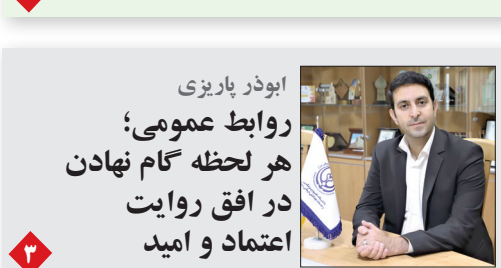 ابوذر پاریزی
روابط عمومی؛
هر لحظه گام نهادن
در افق روایت
اعتماد و امید
۳